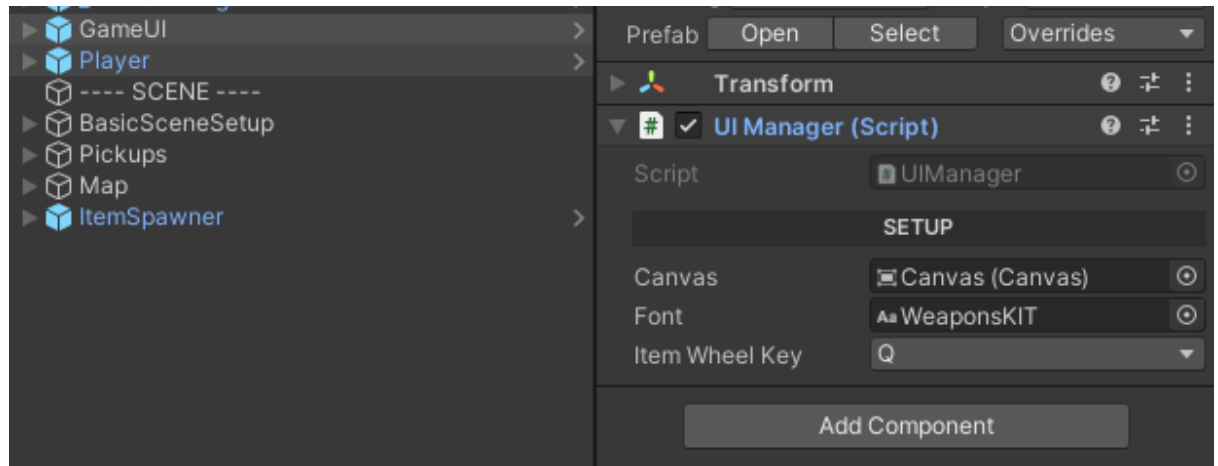 GameUI
Player
---- SCENE ----
BasicSceneSetup
Pickups
Map
ItemSpawner
Prefab Open Select Overrides
Transform
# UI Manager (Script)
Script # UIManager
SETUP
Canvas Canvas (Canvas)
Font Aa WeaponsKIT
Item Wheel Key Q
Add Component